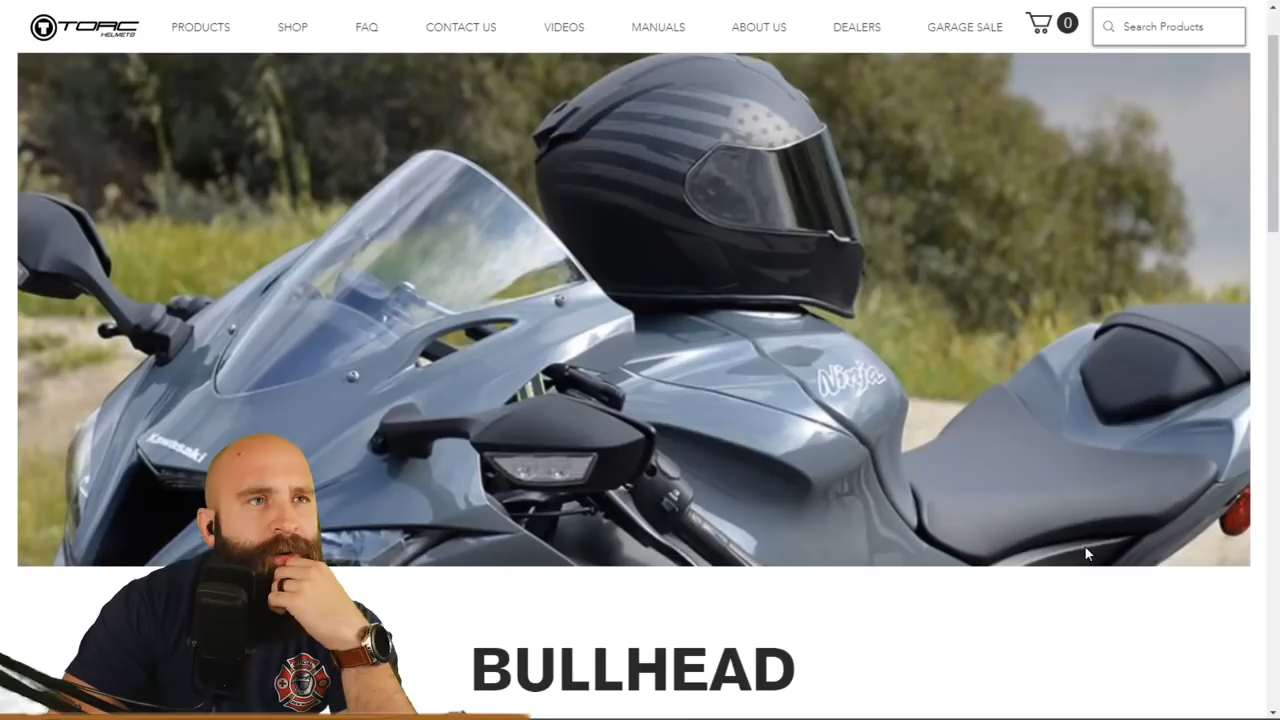 TORC
HELMETS
PRODUCTS
SHOP
FAQ
CONTACT US
VIDEOS
MANUALS
ABOUT US
DEALERS
GARAGE SALE
0
Search Products
Ninja
Kawasaki
BULLHEAD